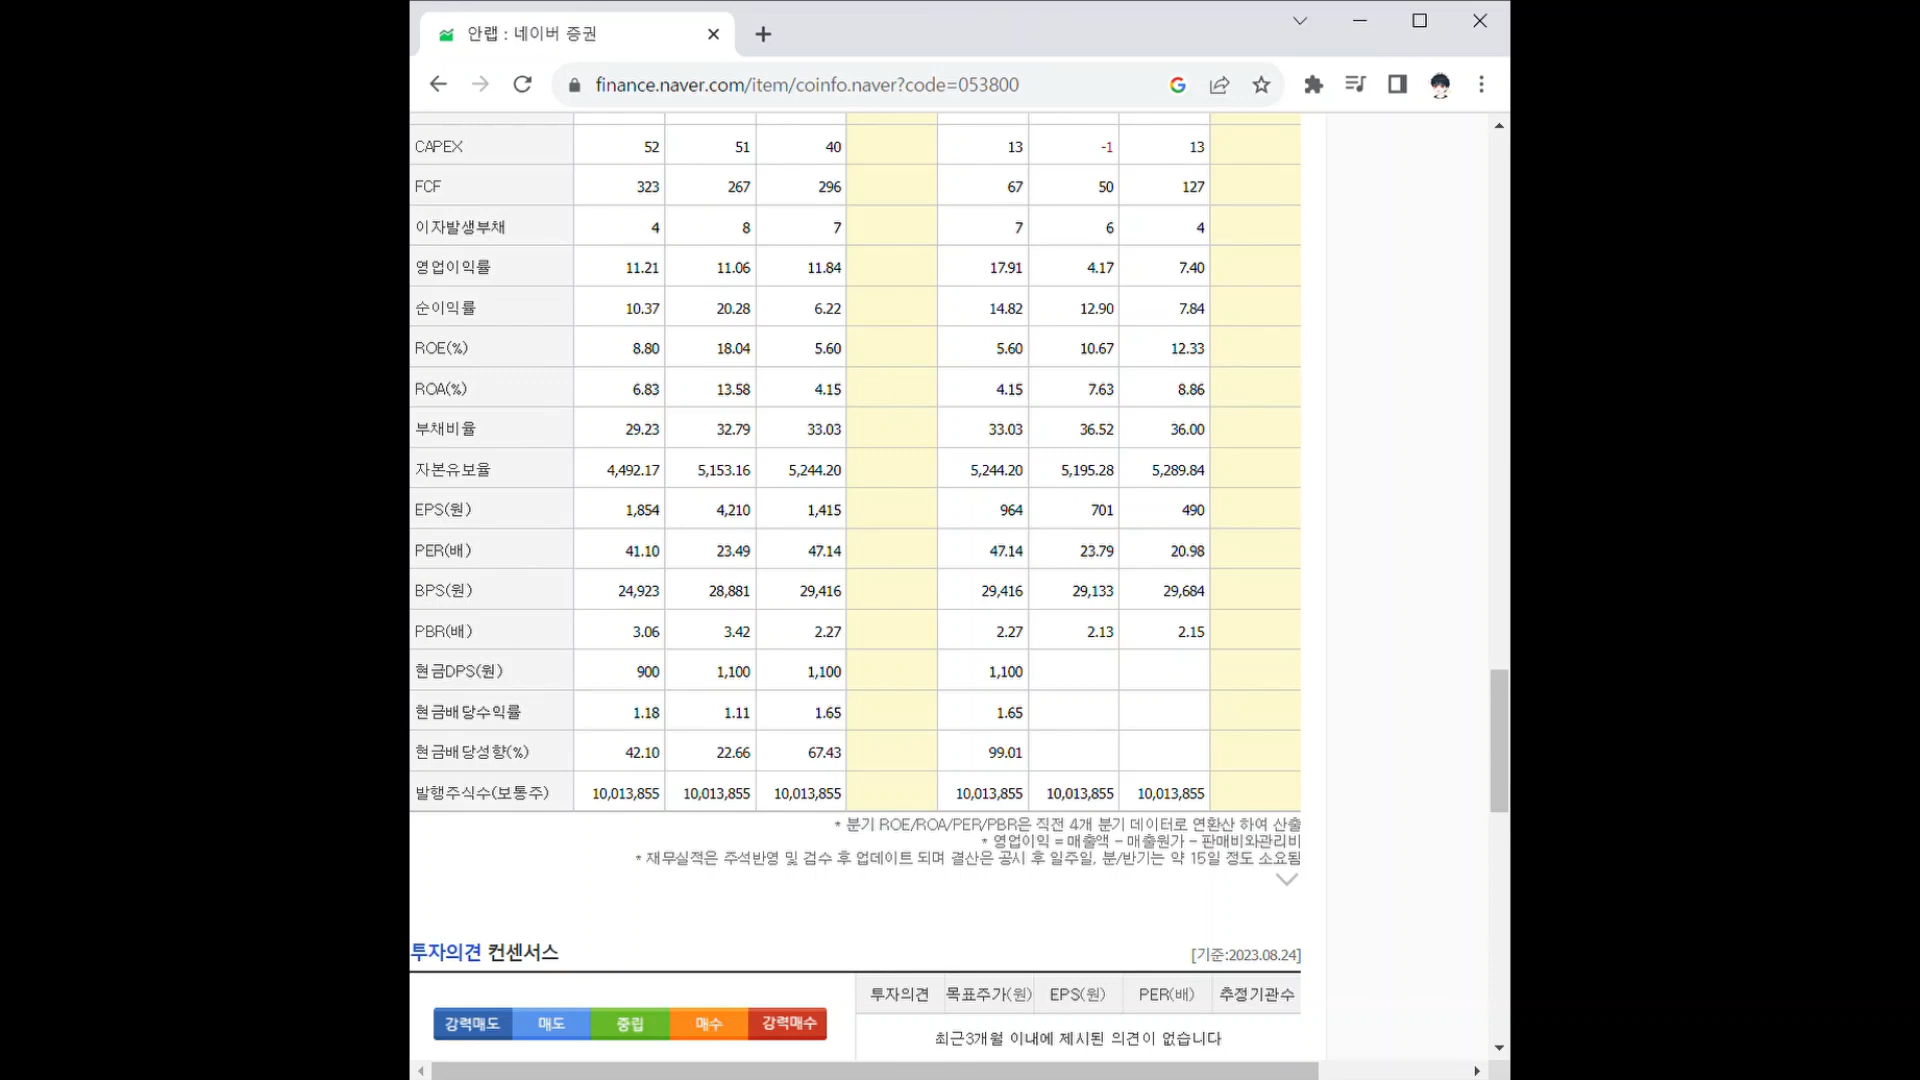 안랩 : 네이버 증권
finance.naver.com/item/coinfo.naver?code=053800
CAPEX 52 51 40 13 -1 13
FCF 323 267 296 67 50 127
이자발생부채 4 8 7 7 6 4
영업이익률 11.21 11.06 11.84 17.91 4.17 7.40
순이익률 10.37 20.28 6.22 14.82 12.90 7.84
ROE(%) 8.80 18.04 5.60 5.60 10.67 12.33
ROA(%) 6.83 13.58 4.15 4.15 7.63 8.86
부채비율 29.23 32.79 33.03 33.03 36.52 36.00
자본유보율 4,492.17 5,153.16 5,244.20 5,244.20 5,195.28 5,289.84
EPS(원) 1,854 4,210 1,415 964 701 490
PER(배) 41.10 23.49 47.14 47.14 23.79 20.98
BPS(원) 24,923 28,881 29,416 29,416 29,133 29,684
PBR(배) 3.06 3.42 2.27 2.27 2.13 2.15
현금DPS(원) 900 1,100 1,100 1,100
현금배당수익률 1.18 1.11 1.65 1.65
현금배당성향(%) 42.10 22.66 67.43 99.01
발행주식수(보통주) 10,013,855 10,013,855 10,013,855 10,013,855 10,013,855 10,013,855
* 분기 ROE/ROA/PER/PBR은 직전 4개 분기 데이터로 연환산 하여 산출
* 영업이익 = 매출액 - 매출원가 - 판매비와관리비
* 재무실적은 주석반영 및 검수 후 업데이트 되며 결산은 공시 후 일주일, 분/반기는 약 15일 정도 소요됨
투자의견 컨센서스 [기준:2023.08.24]
투자의견 목표주가(원) EPS(원) PER(배) 추정기관수
강력매도 매도 중립 매수 강력매수
최근3개월 이내에 제시된 의견이 없습니다